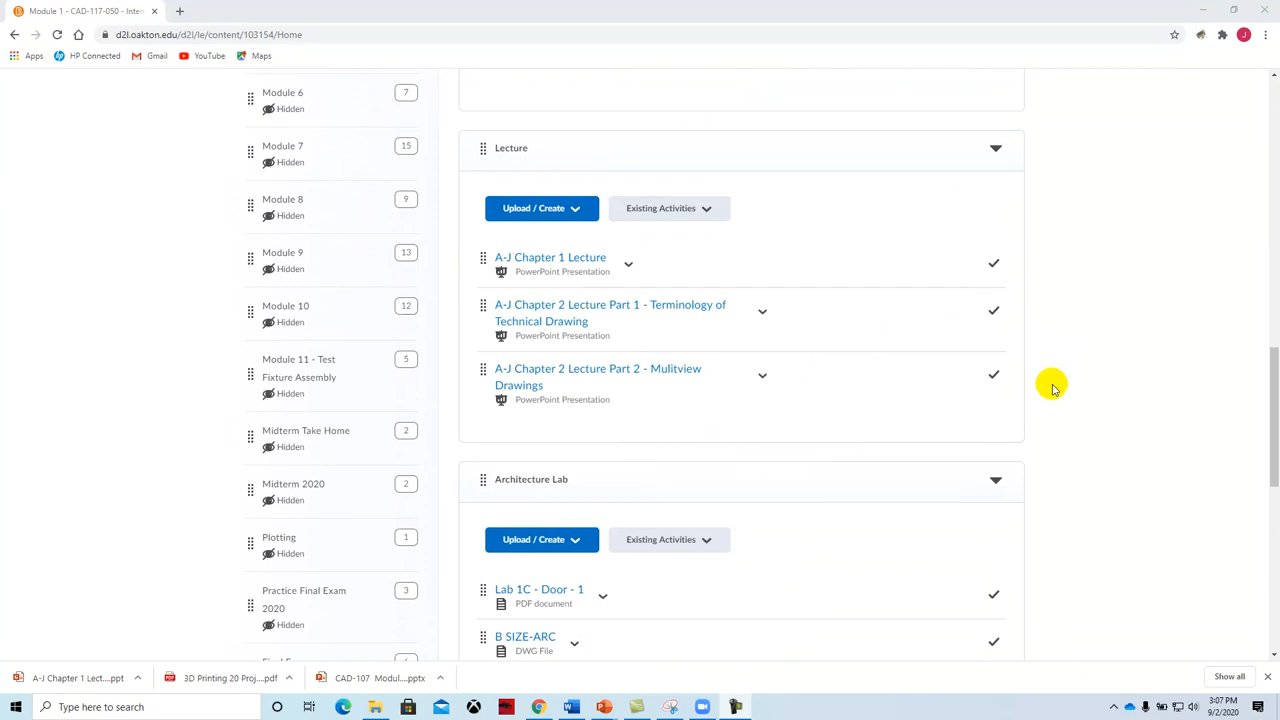 Module 1 - CAD-117-050 - Inte
d2l.oakton.edu/d2l/le/content/103154/Home
J
Apps HP Connected Gmail YouTube Maps
Module 6 7
Hidden
Module 7 15
Hidden
Module 8 9
Hidden
Module 9 13
Hidden
Module 10 12
Hidden
Module 11 - Test 5
Fixture Assembly
Hidden
Midterm Take Home 2
Hidden
Midterm 2020 2
Hidden
Plotting 1
Hidden
Practice Final Exam 3
2020
Hidden
Lecture
Upload / Create Existing Activities
A-J Chapter 1 Lecture
PowerPoint Presentation
A-J Chapter 2 Lecture Part 1 - Terminology of
Technical Drawing
PowerPoint Presentation
A-J Chapter 2 Lecture Part 2 - Mulitview
Drawings
PowerPoint Presentation
Architecture Lab
Upload / Create Existing Activities
Lab 1C - Door - 1
PDF document
B SIZE-ARC
DWG File
A-J Chapter 1 Lect....ppt 3D Printing 20 Proj....pdf CAD-107 Modul....pptx Show all
Type here to search
3:07 PM
9/2/2020